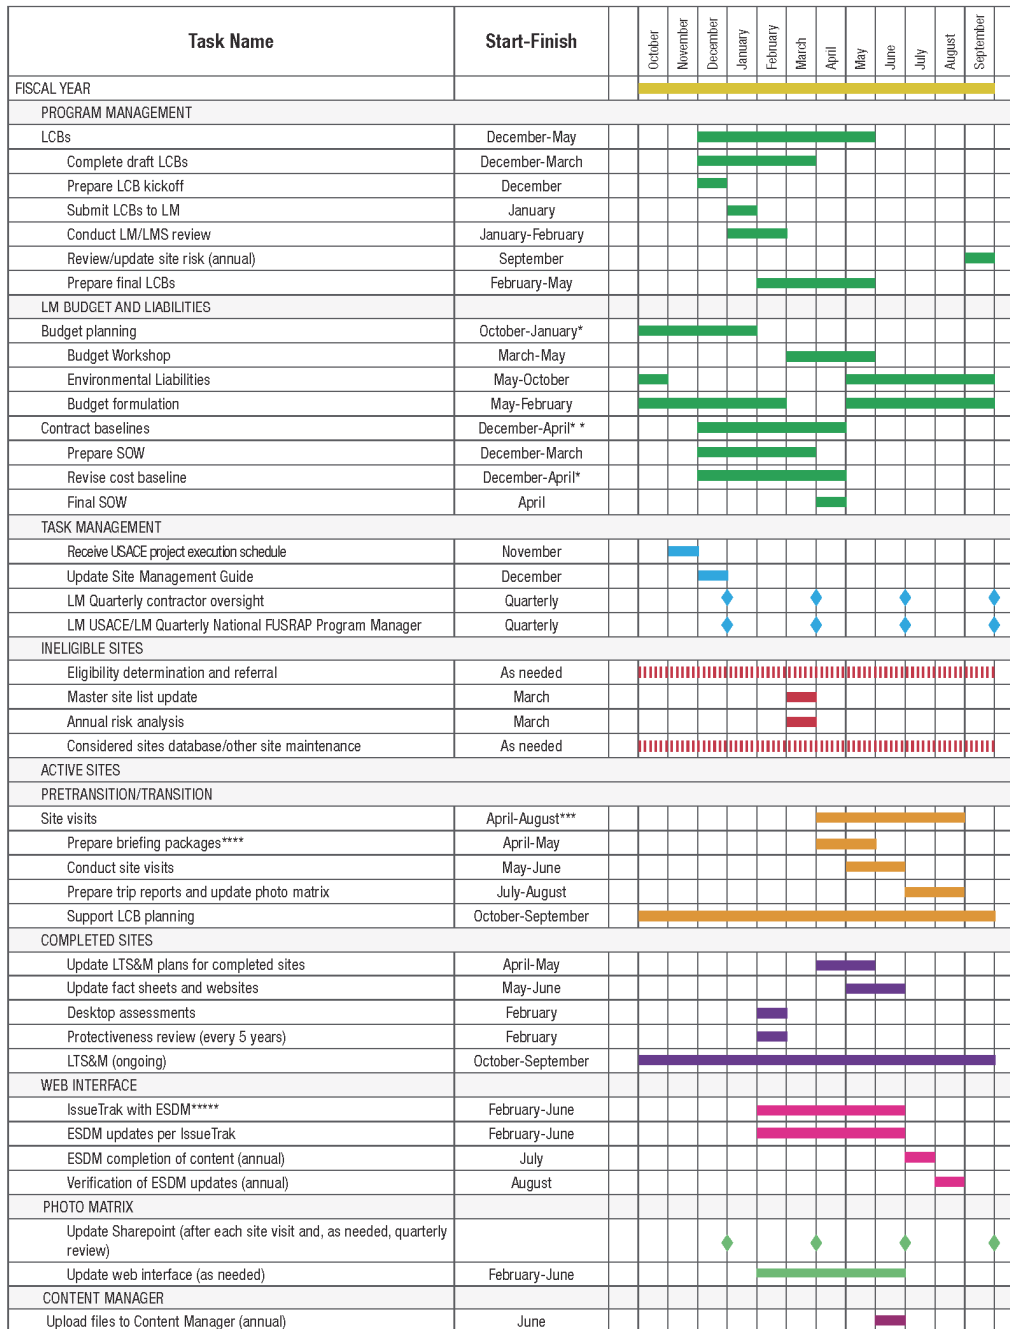 Task Name Start-Finish October November December January February March April May June July August September
FISCAL YEAR
PROGRAM MANAGEMENT
LCBs December-May
Complete draft LCBs December-March
Prepare LCB kickoff December
Submit LCBs to LM January
Conduct LM/LMS review January-February
Review/update site risk (annual) September
Prepare final LCBs February-May
LM BUDGET AND LIABILITIES
Budget planning October-January*
Budget Workshop March-May
Environmental Liabilities May-October
Budget formulation May-February
Contract baselines December-April* *
Prepare SOW December-March
Revise cost baseline December-April*
Final SOW April
TASK MANAGEMENT
Receive USACE project execution schedule November
Update Site Management Guide December
LM Quarterly contractor oversight Quarterly
LM USACE/LM Quarterly National FUSRAP Program Manager Quarterly
INELIGIBLE SITES
Eligibility determination and referral As needed
Master site list update March
Annual risk analysis March
Considered sites database/other site maintenance As needed
ACTIVE SITES
PRETRANSITION/TRANSITION
Site visits April-August***
Prepare briefing packages**** April-May
Conduct site visits May-June
Prepare trip reports and update photo matrix July-August
Support LCB planning October-September
COMPLETED SITES
Update LTS&M plans for completed sites April-May
Update fact sheets and websites May-June
Desktop assessments February
Protectiveness review (every 5 years) February
LTS&M (ongoing) October-September
WEB INTERFACE
IssueTrak with ESDM***** February-June
ESDM updates per IssueTrak February-June
ESDM completion of content (annual) July
Verification of ESDM updates (annual) August
PHOTO MATRIX
Update Sharepoint (after each site visit and, as needed, quarterly
review)
Update web interface (as needed) February-June
CONTENT MANAGER
Upload files to Content Manager (annual) June